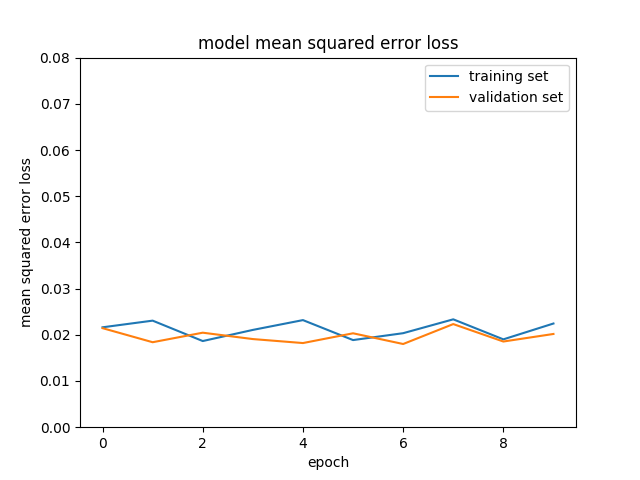 model mean squared error loss
training set
validation set
0.08
0.07
0.06
0.05
0.04
0.03
0.02
0.01
0.00
mean squared error loss
0 2 4 6 8
epoch